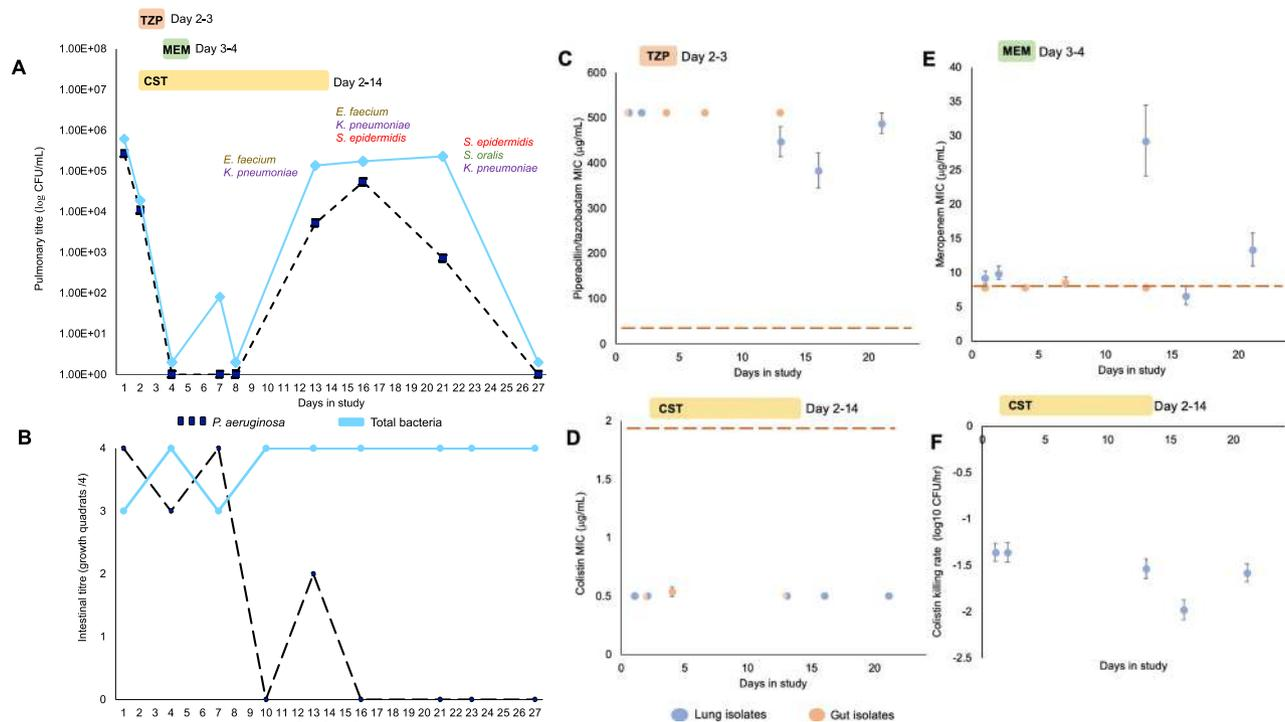 TZP Day 2-3
MEM Day 3-4
CST Day 2-14
A
1.00E+08
1.00E+07
1.00E+06
1.00E+05
1.00E+04
1.00E+03
1.00E+02
1.00E+01
1.00E+00
Pulmonary titre (log CFU/mL)
E. faecium
K. pneumoniae
E. faecium
K. pneumoniae
S. epidermidis
S. epidermidis
S. oralis
K. pneumoniae
1 2 3 4 5 6 7 8 9 10 11 12 13 14 15 16 17 18 19 20 21 22 23 24 25 26 27
Days in study
P. aeruginosa Total bacteria
B
4
3
2
1
0
Intestinal titre (growth quadrats /4)
1 2 3 4 5 6 7 8 9 10 11 12 13 14 15 16 17 18 19 20 21 22 23 24 25 26 27
Days in study
C
TZP Day 2-3
600
500
400
300
200
100
0
Piperacillin/tazobactam MIC (μg/mL)
0 5 10 15 20
Days in study
D
CST Day 2-14
2
1.5
1
0.5
0
Colistin MIC (μg/mL)
0 5 10 15 20
Days in study
Lung isolates Gut isolates
E
MEM Day 3-4
40
35
30
25
20
15
10
5
0
Meropenem MIC (μg/mL)
0 5 10 15 20
Days in study
F
CST Day 2-14
0
-0.5
-1
-1.5
-2
-2.5
Colistin killing rate (log10 CFU/hr)
0 5 10 15 20
Days in study